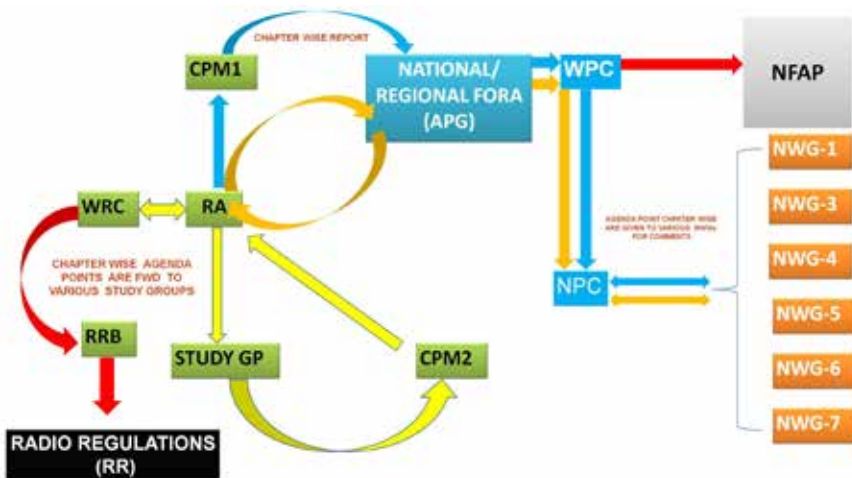 CHAPTER WISE REPORT
CPM1
NATIONAL/
REGIONAL FORA
(APG)
WPC
NFAP
NWG-1
WRC
RA
NWG-3
AGENDA POINT CHAPTER WISE
ARE GIVEN TO VARIOUS NWGs
FOR COMMENTS
CHAPTER WISE AGENDA
POINTS ARE FWD TO
VARIOUS STUDY GROUPS
NWG-4
NPC
NWG-5
RRB
STUDY GP
CPM2
NWG-6
NWG-7
RADIO REGULATIONS
(RR)